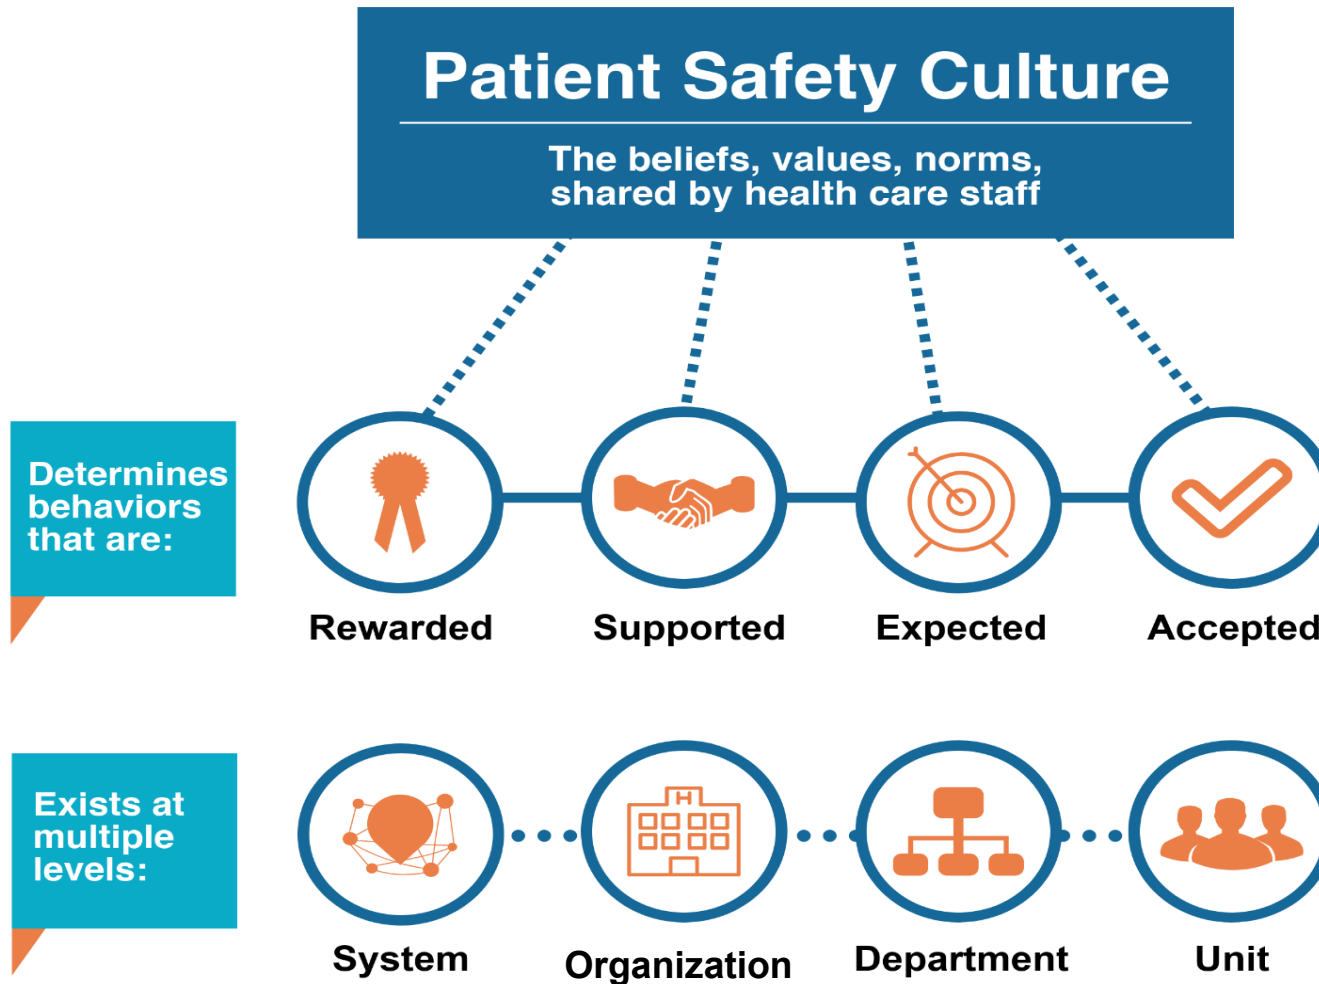 Patient Safety Culture
The beliefs, values, norms,
shared by health care staff
Determines
behaviors
that are:
Rewarded
Supported
Expected
Accepted
Exists at
multiple
levels:
H
System
Organization
Department
Unit